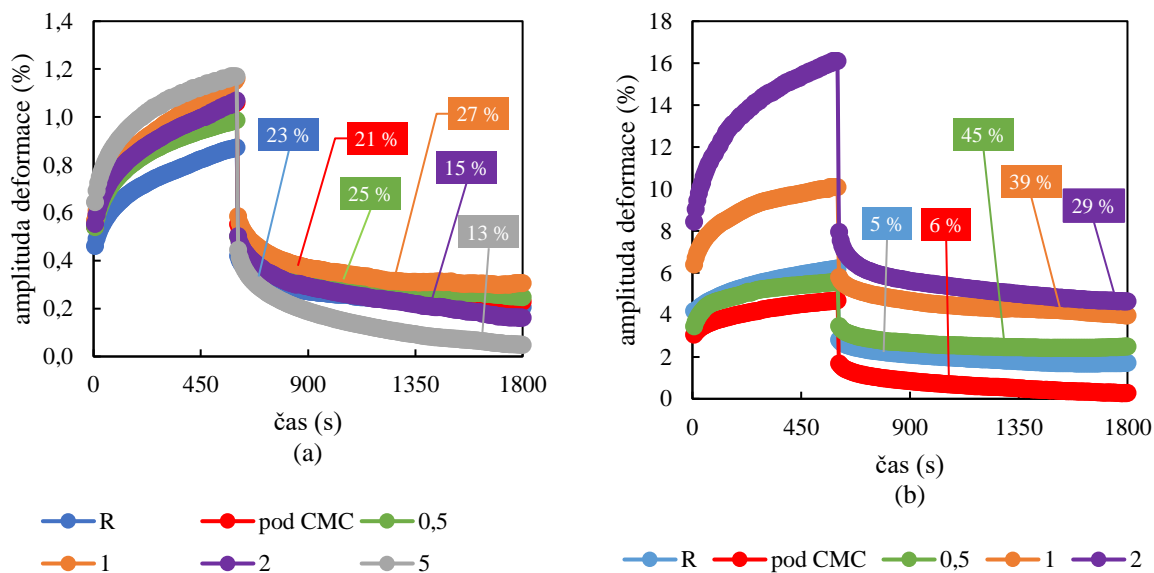 amplituda deformace (%)
1,4
1,2
1,0
0,8
0,6
0,4
0,2
0,0
23 %
21 %
27 %
25 %
15 %
13 %
0 450 900 1350 1800
čas (s)
(a)
R pod CMC 0,5
1 2 5
amplituda deformace (%)
18
16
14
12
10
8
6
4
2
0
45 %
39 %
5 %
6 %
29 %
0 450 900 1350 1800
čas (s)
(b)
R pod CMC 0,5 1 2